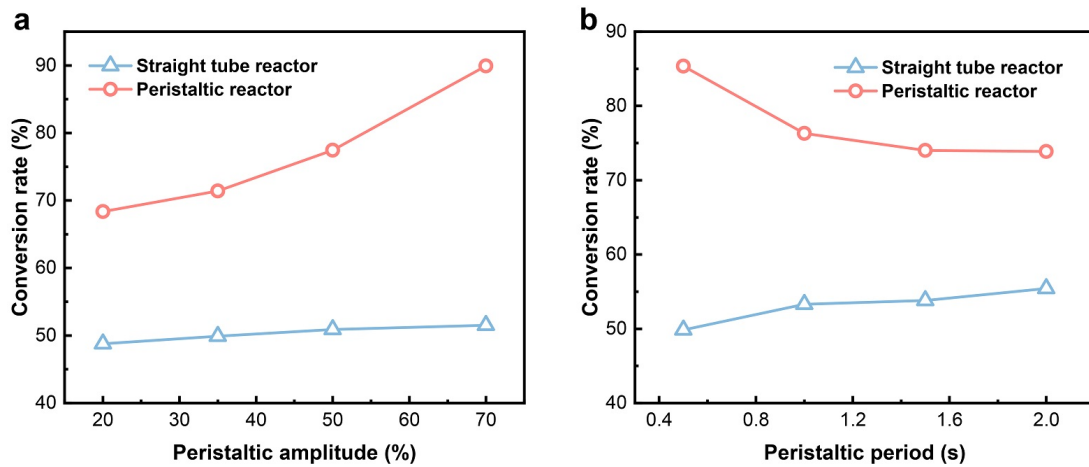 a
Straight tube reactor
Peristaltic reactor
Conversion rate (%)
90
80
70
60
50
40
20 30 40 50 60 70
Peristaltic amplitude (%)
b
Straight tube reactor
Peristaltic reactor
Conversion rate (%)
90
80
70
60
50
40
0.4 0.8 1.2 1.6 2.0
Peristaltic period (s)